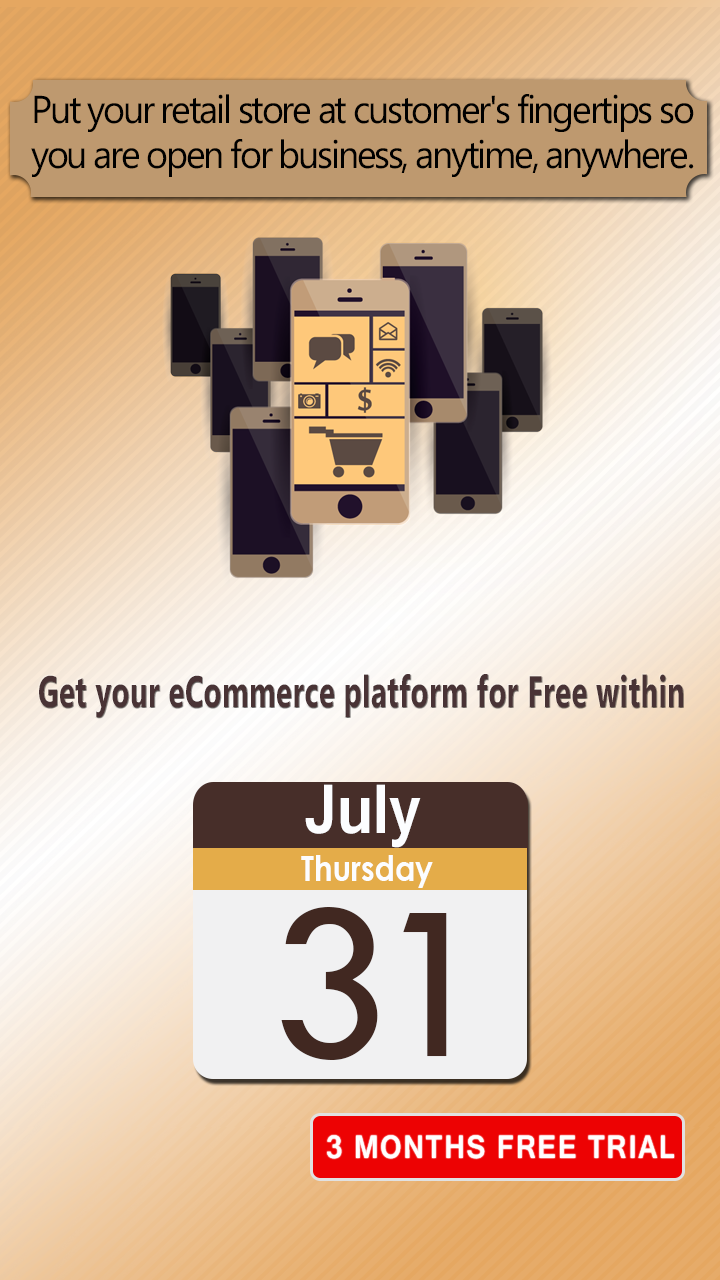 Put your retail store at customer's fingertips so
you are open for business, anytime, anywhere.
$
Get your eCommerce platform for Free within
July
Thursday
31
3 MONTHS FREE TRIAL